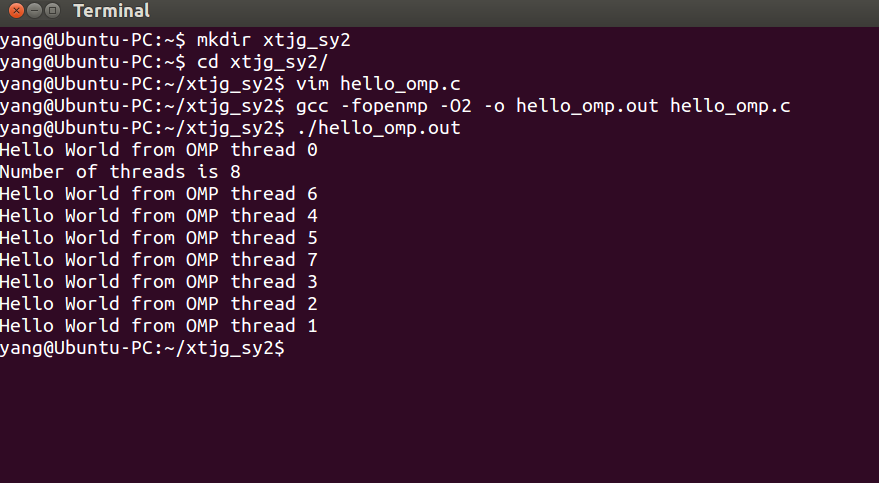 Terminal
yang@Ubuntu-PC:~$ mkdir xtjg_sy2
yang@Ubuntu-PC:~$ cd xtjg_sy2/
yang@Ubuntu-PC:~/xtjg_sy2$ vim hello_omp.c
yang@Ubuntu-PC:~/xtjg_sy2$ gcc -fopenmp -O2 -o hello_omp.out hello_omp.c
yang@Ubuntu-PC:~/xtjg_sy2$ ./hello_omp.out
Hello World from OMP thread 0
Number of threads is 8
Hello World from OMP thread 6
Hello World from OMP thread 4
Hello World from OMP thread 5
Hello World from OMP thread 7
Hello World from OMP thread 3
Hello World from OMP thread 2
Hello World from OMP thread 1
yang@Ubuntu-PC:~/xtjg_sy2$